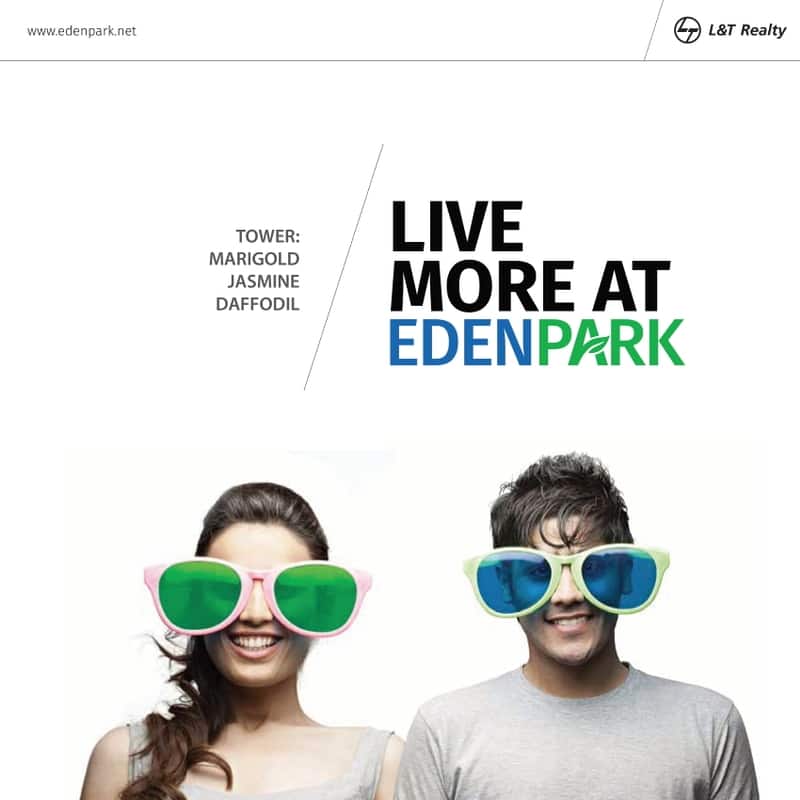 www.edenpark.net
L&T Realty
TOWER:
MARIGOLD
JASMINE
DAFFODIL
LIVE
MORE AT
EDENPARK